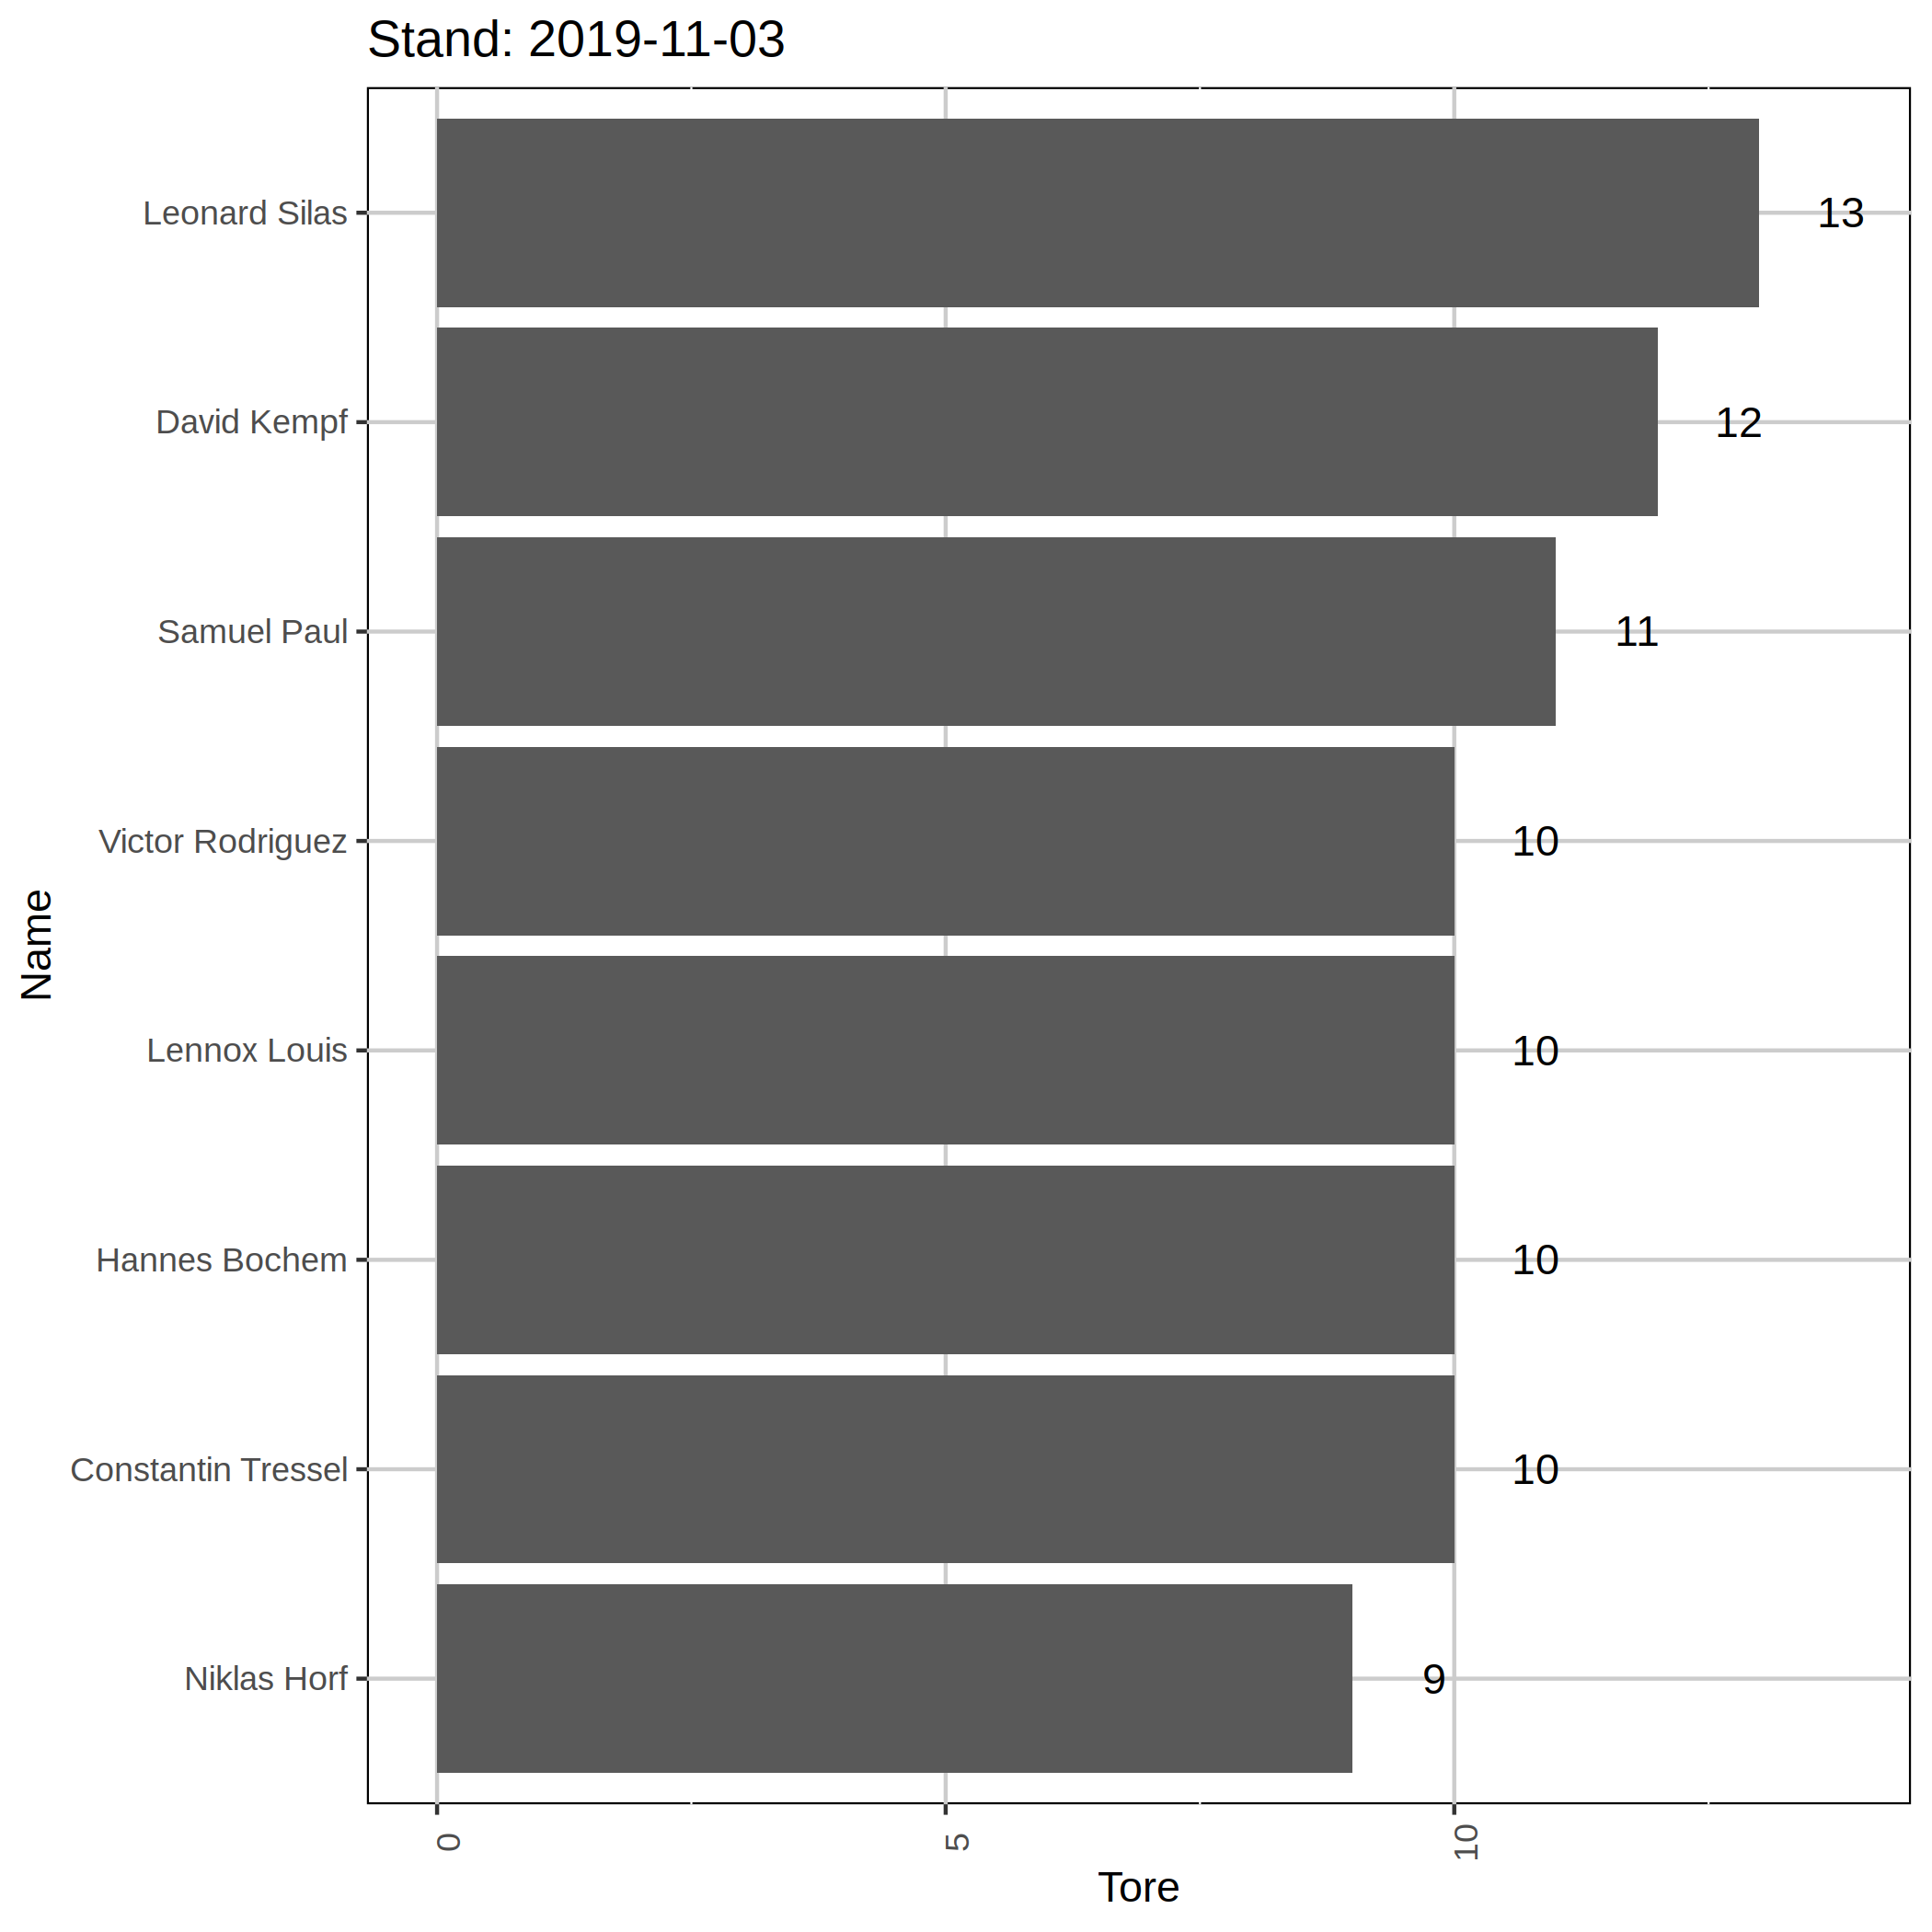 Stand: 2019-11-03
Leonard Silas
13
David Kempf
12
Samuel Paul
11
Victor Rodriguez
10
Lennox Louis
10
Hannes Bochem
10
Constantin Tressel
10
Niklas Horf
9
Name
0
5
10
Tore